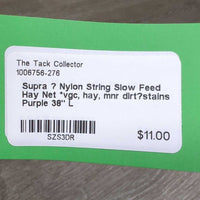 The Tack Collector
1006756-276
Supra ? Nylon String Slow Feed
Hay Net *vgc, hay, mnr dirt?stains
Purple 38" L
SZS3DR
$11.00